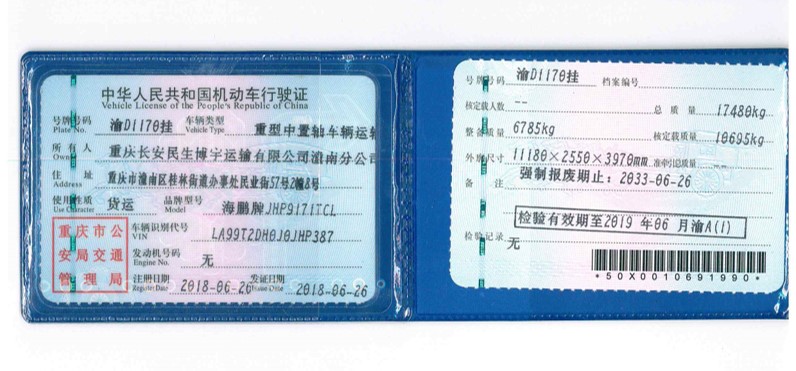 中华人民共和国机动车行驶证
Vehicle License of the People's Republic of China
号牌号码 渝D1170挂 车辆类型 重型中置轴车辆运输
Plate No. Vehicle Type
所有人 重庆长安民生博宇运输有限公司潼南分公司
Owner
住址 重庆市潼南区桂林街道办事处民业街57号2幢8号
Address
使用性质 货运 品牌型号 海鹏牌JHP9171TCL
Use Character Model
重庆市公
安局交通
管理局
车辆识别代号 LA99T2DH0J0JHP387
VIN
发动机号码 无
Engine No.
注册日期 2018-06-26 发证日期 2018-06-26
Register Date Issue Date
号牌号码 渝D1170挂 档案编号
核定载人数 -- 总质量 17480kg
整备质量 6785kg 核定载质量 10695kg
外廓尺寸 11180×2550×3970mm 准牵引总质量
备注 强制报废期止：2033-06-26
检验有效期至2019 年06 月渝A(1)
检验记录 无
*50X0010691990*